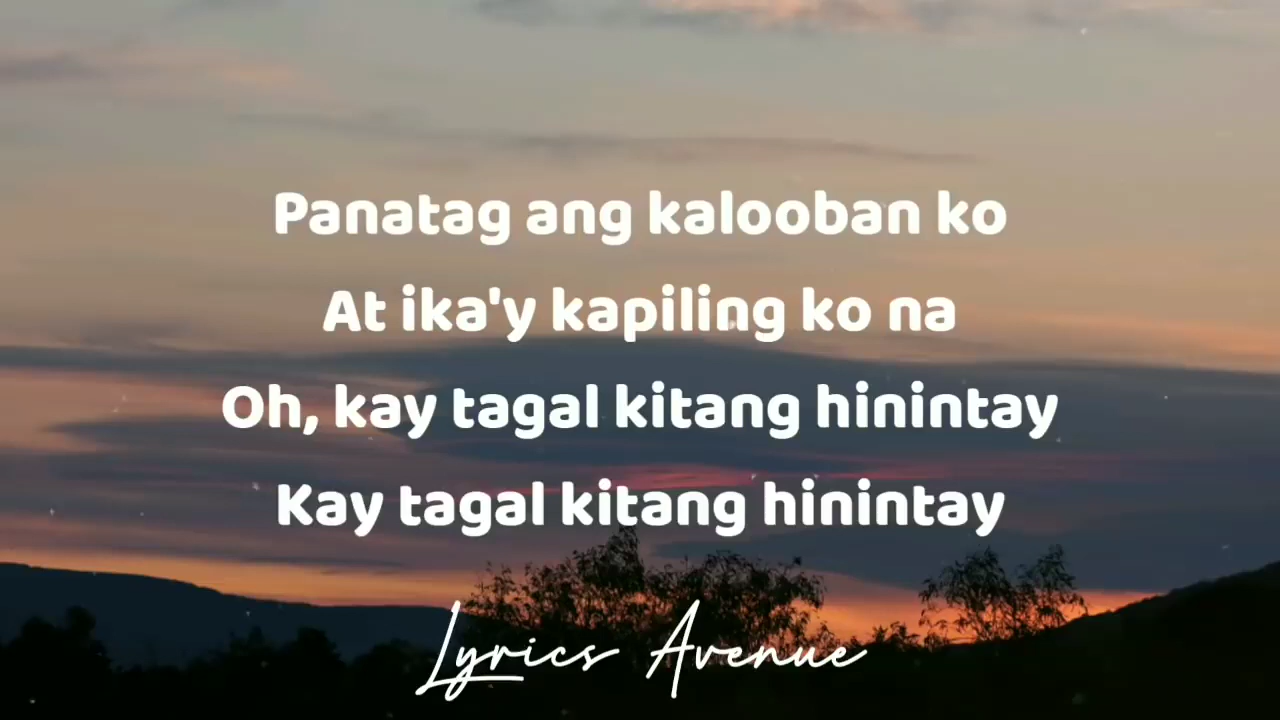 Panatag ang kalooban ko
At ika'y kapiling ko na
Oh, kay tagal kitang hinintay
Kay tagal kitang hinintay
Lyrics Avenue